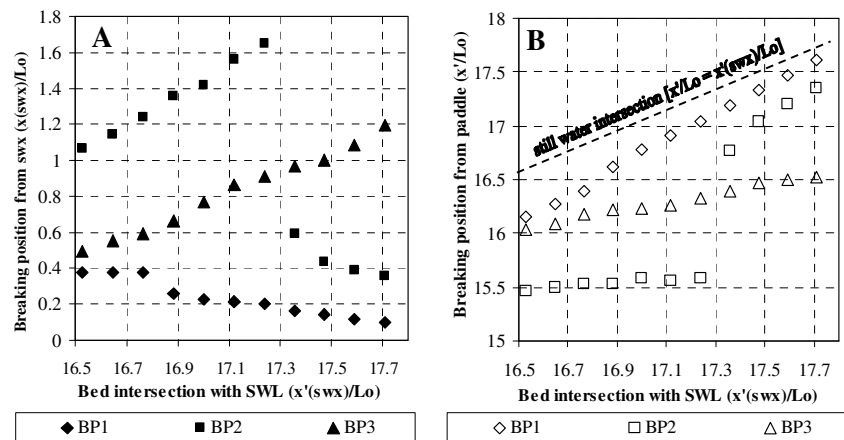 A
Breaking position from swx (x(swx)/Lo)
1.8
1.6
1.4
1.2
1
0.8
0.6
0.4
0.2
0
16.5 16.7 16.9 17.1 17.3 17.5 17.7
Bed intersection with SWL (x'(swx)/Lo)
BP1 BP2 BP3
B
Breaking position from paddle (x'/Lo)
still water intersection [x'/Lo = x'(swx)/Lo]
17.5
17
16.5
16
15.5
15
16.5 16.7 16.9 17.1 17.3 17.5 17.7
Bed intersection with SWL (x'(swx)/Lo)
BP1 BP2 BP3